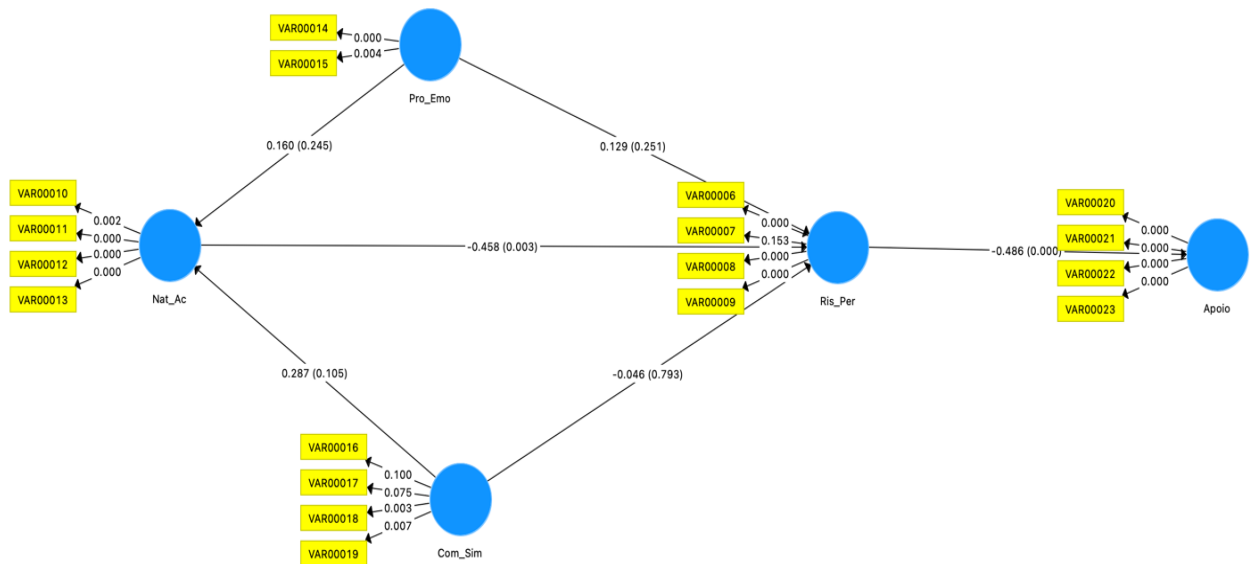 VAR00014
0.000
VAR00015
0.004
Pro_Emo
0.160 (0.245)
0.129 (0.251)
VAR00010
0.002
VAR00011
0.000
VAR00012
0.000
VAR00013
0.000
Nat_Ac
-0.458 (0.003)
VAR00006
0.000
VAR00007
0.153
VAR00008
0.000
VAR00009
0.000
Ris_Per
-0.486 (0.000)
VAR00020
0.000
VAR00021
0.000
VAR00022
0.000
VAR00023
0.000
Apoio
0.287 (0.105)
-0.046 (0.793)
VAR00016
0.100
VAR00017
0.075
VAR00018
0.003
VAR00019
0.007
Com_Sim